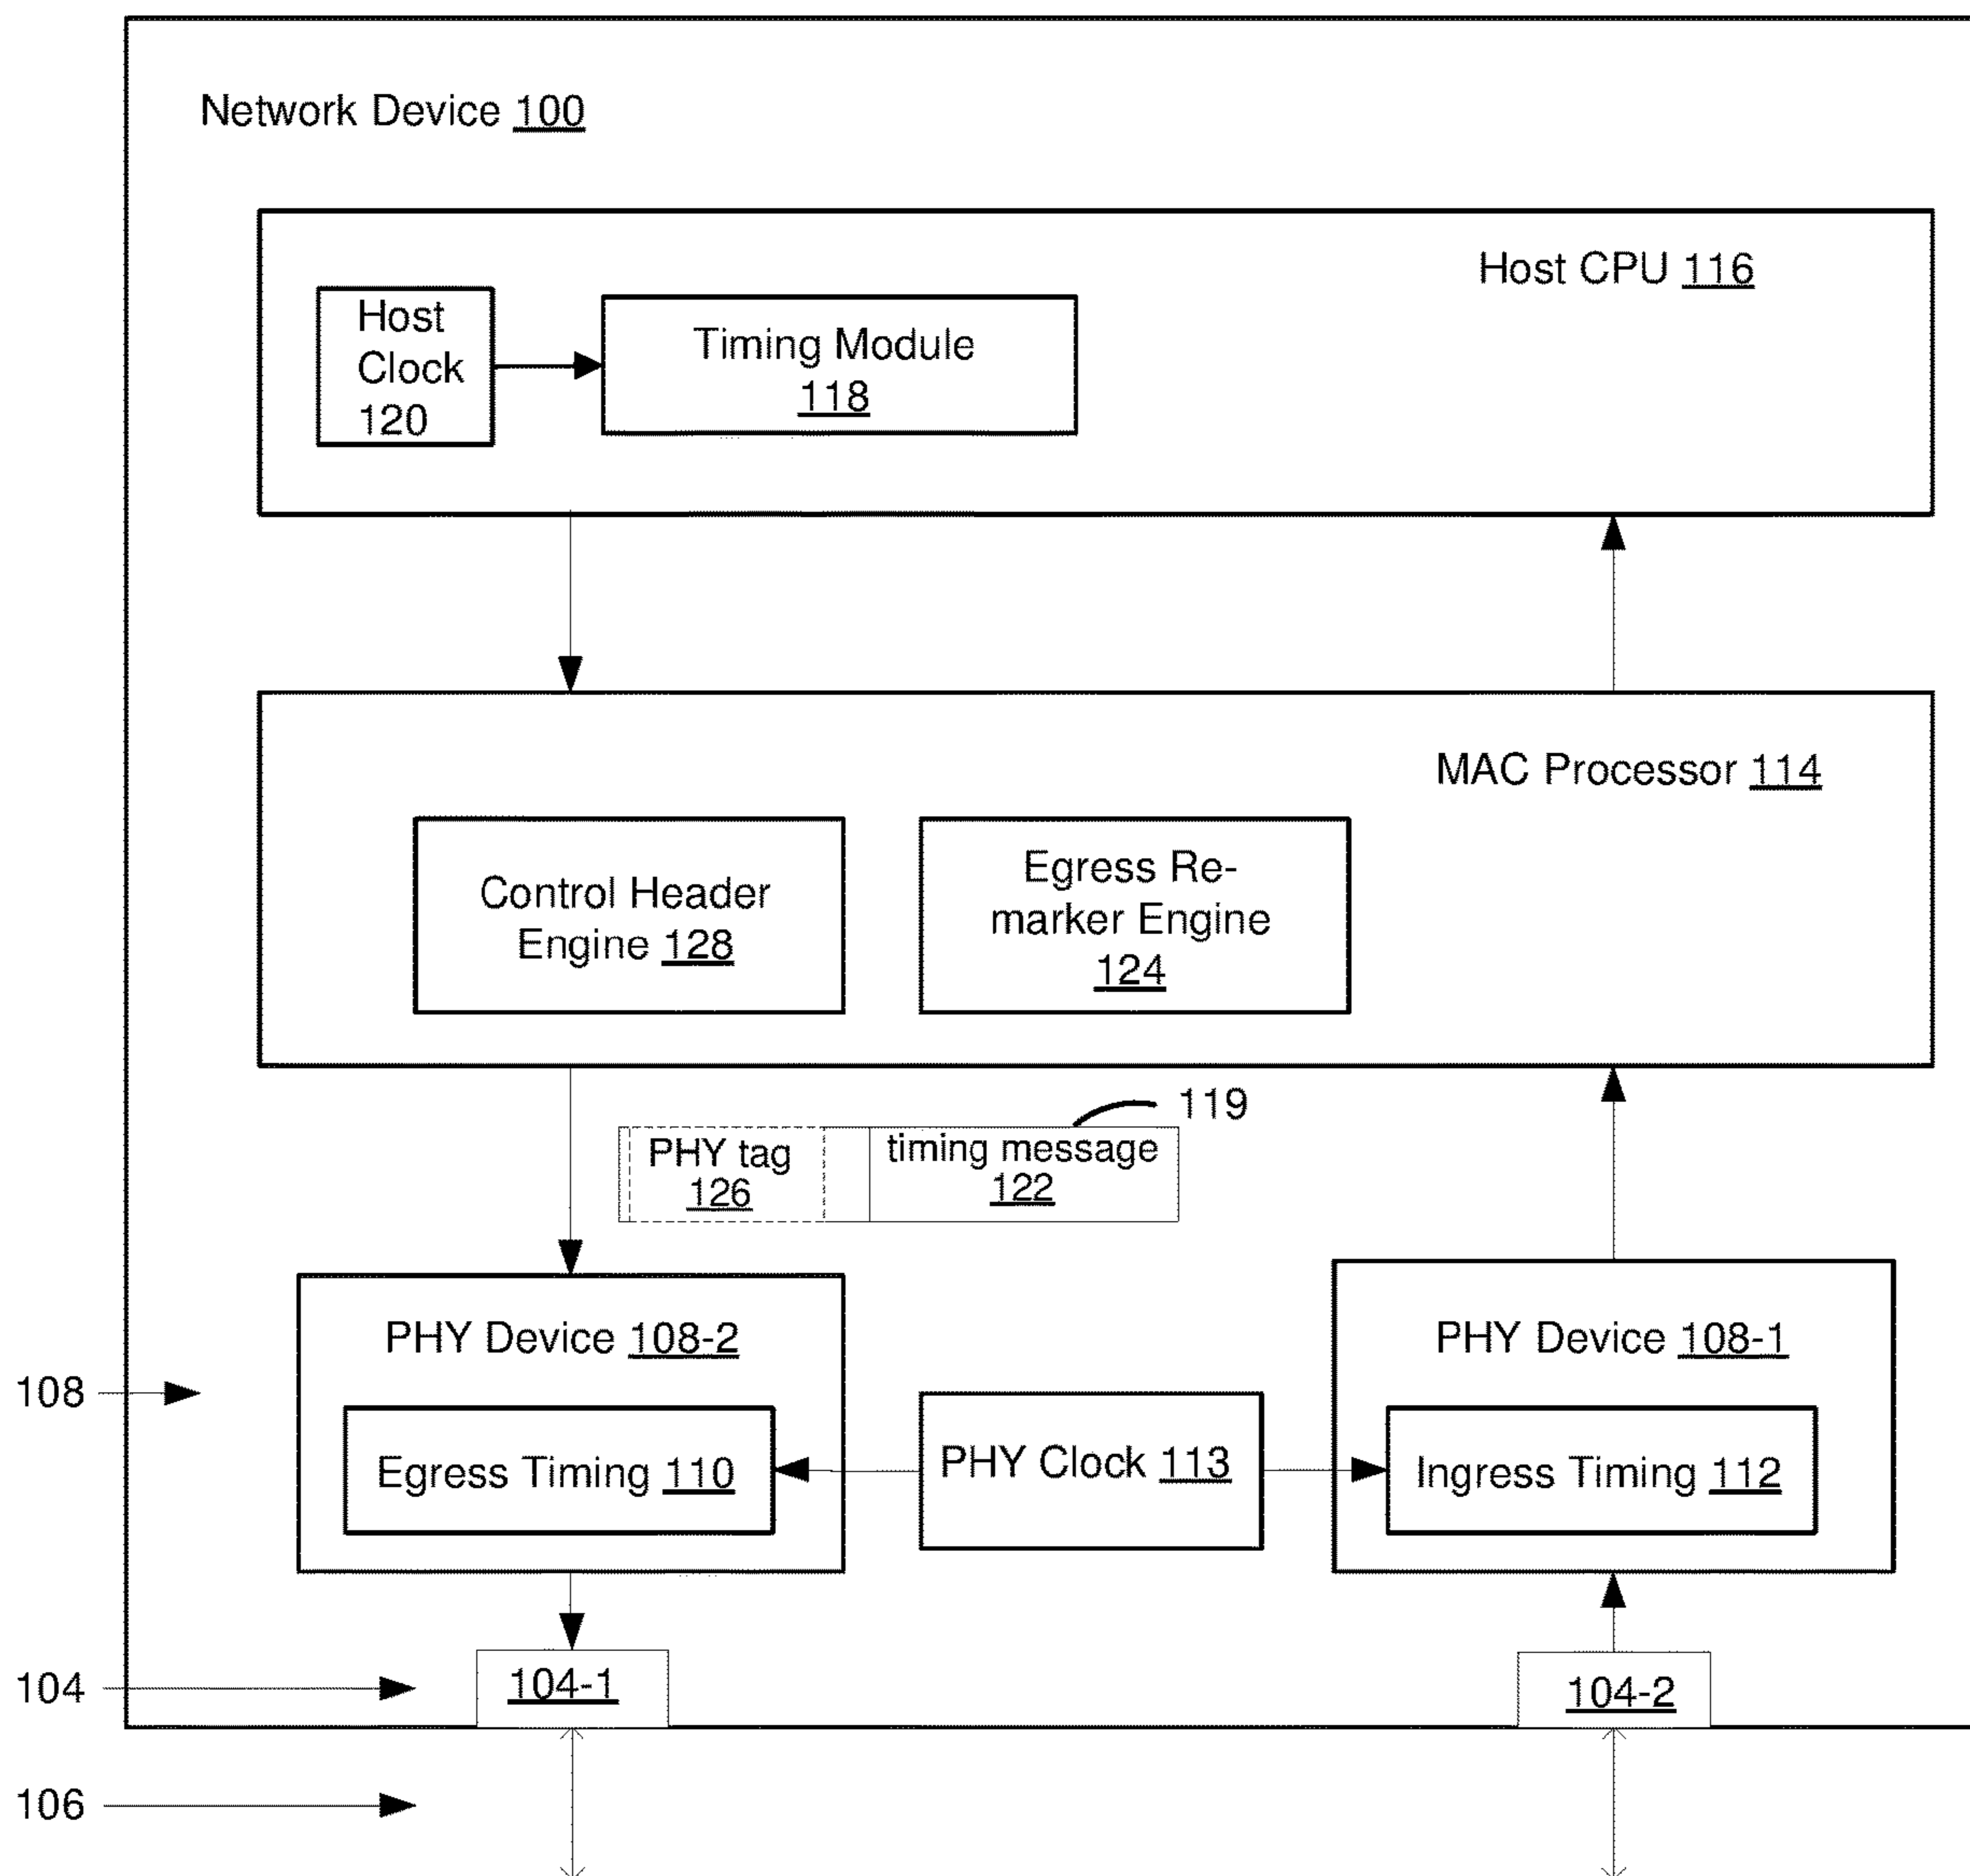 Network Device 100
Host CPU 116
Host
Clock
120
Timing Module
118
MAC Processor 114
Control Header
Engine 128
Egress Re-
marker Engine
124
119
PHY tag
126
timing message
122
PHY Device 108-2
PHY Device 108-1
108
Egress Timing 110
PHY Clock 113
Ingress Timing 112
104
104-1
104-2
106